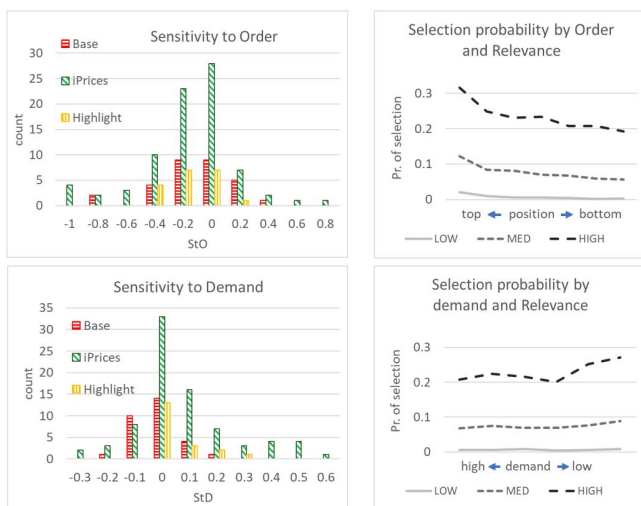 Sensitivity to Order
30
25
20
15
10
5
0
count
Base
iPrices
Highlight
-1 -0.8 -0.6 -0.4 -0.2 0 0.2 0.4 0.6 0.8
StO
Selection probability by Order
and Relevance
0.3
0.2
0.1
0
Pr. of selection
top position bottom
LOW MED HIGH
Sensitivity to Demand
35
30
25
20
15
10
5
0
count
Base
iPrices
Highlight
-0.3 -0.2 -0.1 0 0.1 0.2 0.3 0.4 0.5 0.6
StD
Selection probability by
demand and Relevance
0.3
0.2
0.1
0
Pr. of selection
high demand low
LOW MED HIGH